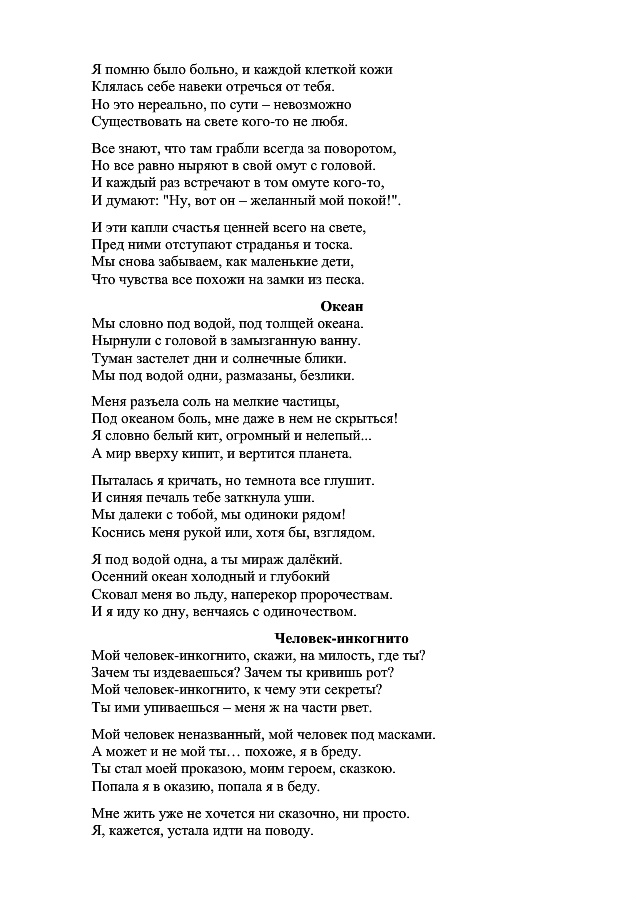 Я помню было больно, и каждой клеткой кожи
Клялась себе навеки отречься от тебя.
Но это нереально, по сути – невозможно
Существовать на свете кого-то не любя.
Все знают, что там грабли всегда за поворотом,
Но все равно ныряют в свой омут с головой.
И каждый раз встречают в том омуте кого-то,
И думают: "Ну, вот он – желанный мой покой!".
И эти капли счастья ценней всего на свете,
Пред ними отступают страданья и тоска.
Мы снова забываем, как маленькие дети,
Что чувства все похожи на замки из песка.
Океан
Мы словно под водой, под толщей океана.
Нырнули с головой в замызганную ванну.
Туман застелет дни и солнечные блики.
Мы под водой одни, размазаны, безлики.
Меня разъела соль на мелкие частицы,
Под океаном боль, мне даже в нем не скрыться!
Я словно белый кит, огромный и нелепый...
А мир вверху кипит, и вертится планета.
Пыталась я кричать, но темнота все глушит.
И синяя печаль тебе заткнула уши.
Мы далеки с тобой, мы одиноки рядом!
Коснись меня рукой или, хотя бы, взглядом.
Я под водой одна, а ты мираж далёкий.
Осенний океан холодный и глубокий
Сковал меня во льду, наперекор пророчествам.
И я иду ко дну, венчаясь с одиночеством.
Человек-инкогнито
Мой человек-инкогнито, скажи, на милость, где ты?
Зачем ты издеваешься? Зачем ты кривишь рот?
Мой человек-инкогнито, к чему эти секреты?
Ты ими упиваешься – меня ж на части рвет.
Мой человек неназванный, мой человек под масками.
А может и не мой ты… похоже, я в бреду.
Ты стал моей проказою, моим героем, сказкою.
Попала я в оказию, попала я в беду.
Мне жить уже не хочется ни сказочно, ни просто.
Я, кажется, устала идти на поводу.